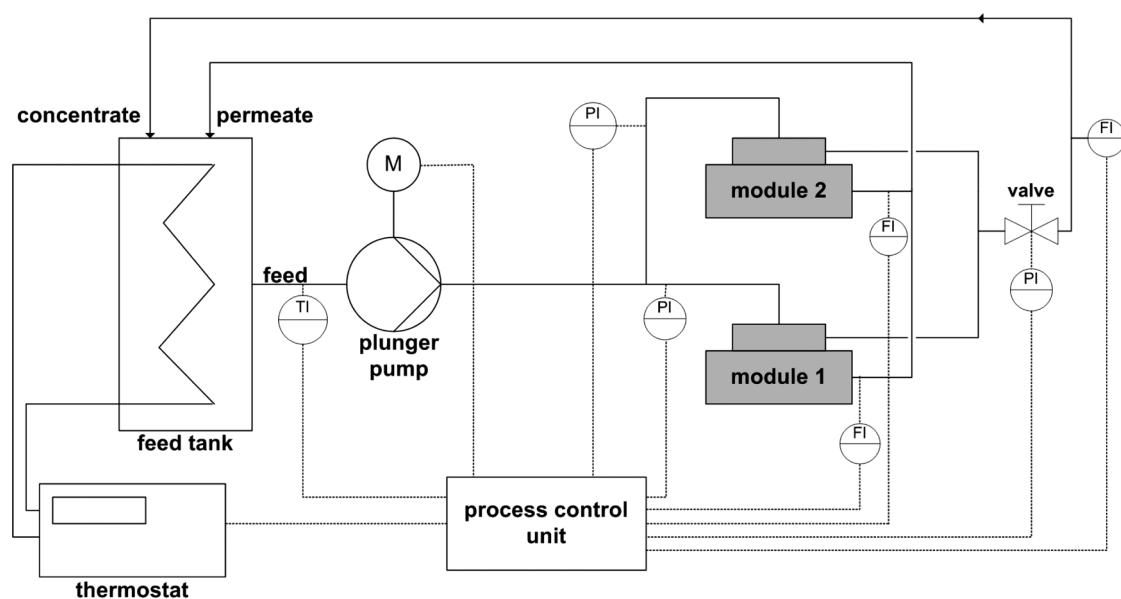 concentrate
permeate
PI
FI
M
module 2
valve
FI
feed
TI
PI
PI
plunger
pump
module 1
feed tank
FI
process control
unit
thermostat